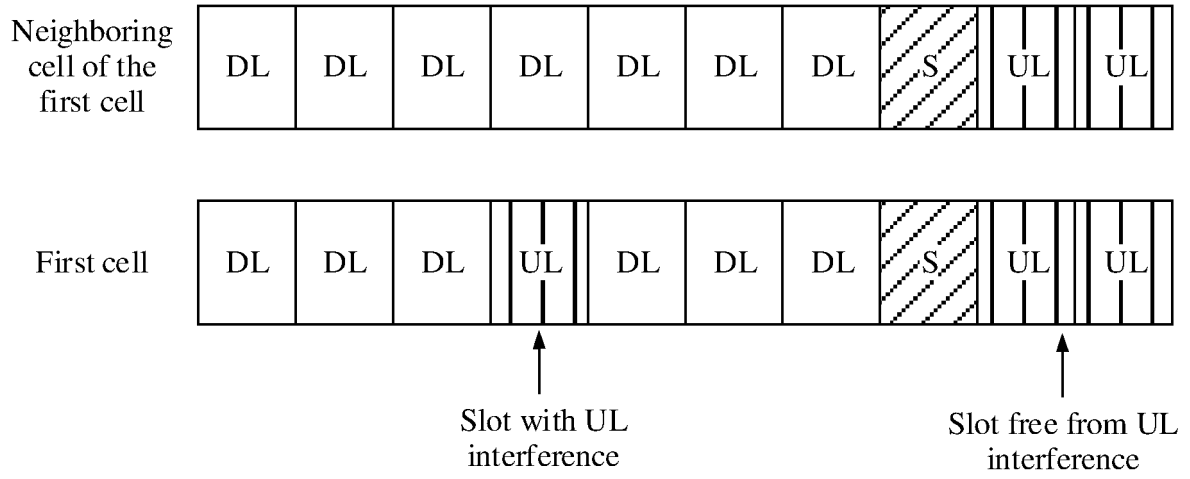 Neighboring
cell of the
first cell
DL DL DL DL DL DL DL S UL UL
First cell
DL DL DL UL DL DL DL S UL UL
Slot with UL
interference
Slot free from UL
interference